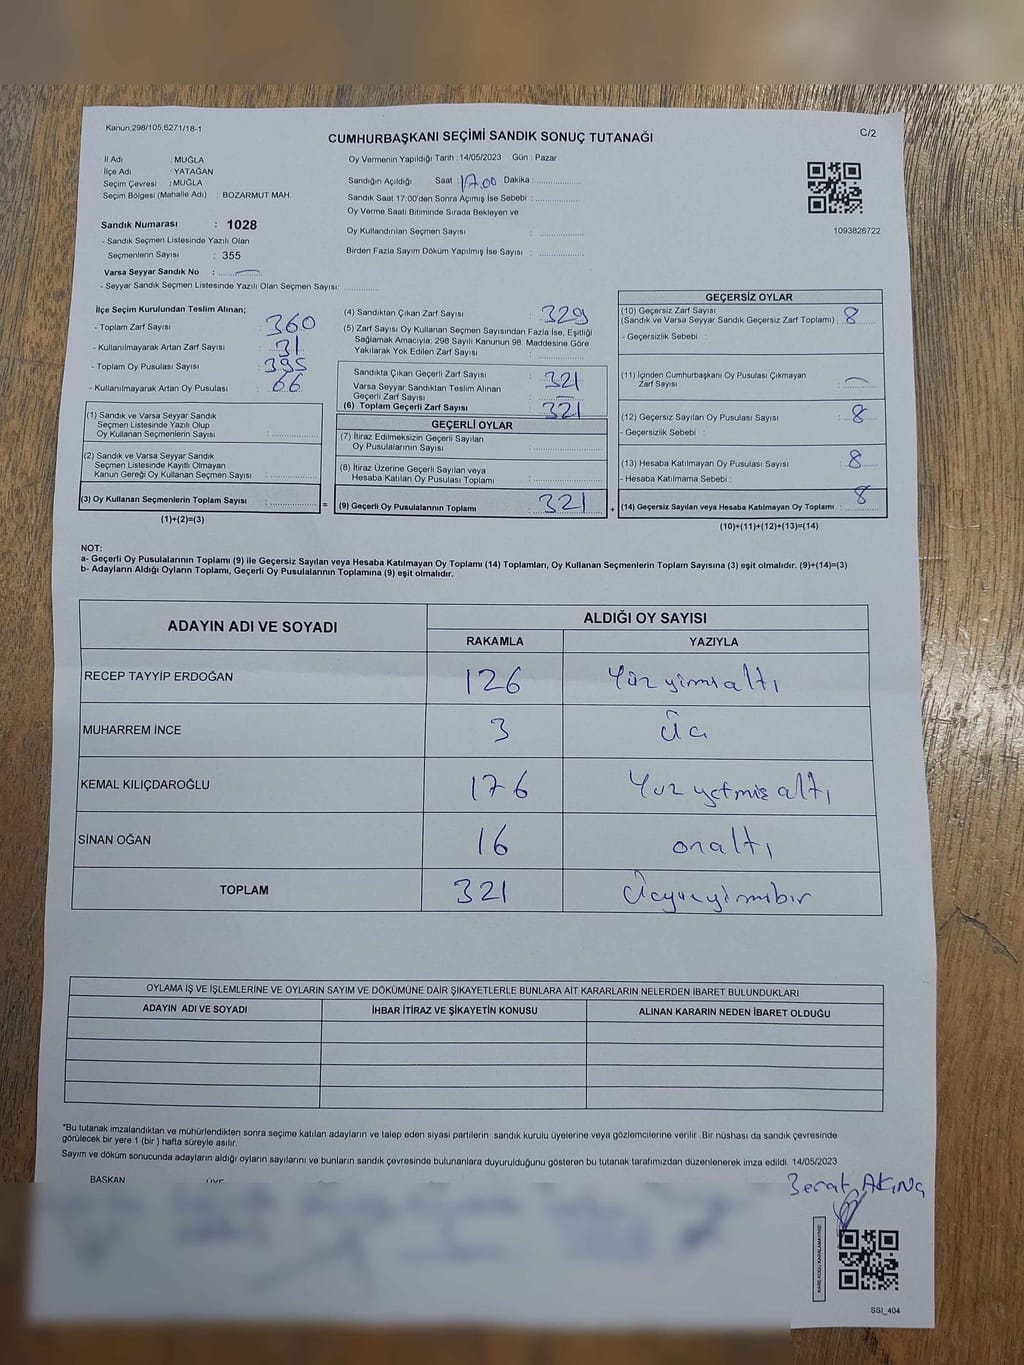 Kanun;298/105;6271/18-1
CUMHURBAŞKANI SEÇİMİ SANDIK SONUÇ TUTANAĞI
C/2
İl Adı : MUĞLA
İlçe Adı : YATAĞAN
Seçim Çevresi : MUĞLA
Seçim Bölgesi (Mahalle Adı) : BOZARMUT MAH.
Sandık Numarası : 1028
- Sandık Seçmen Listesinde Yazılı Olan
Seçmenlerin Sayısı : 355
Varsa Seyyar Sandık No :
- Seyyar Sandık Seçmen Listesinde Yazılı Olan Seçmen Sayısı:
Oy Vermenin Yapıldığı Tarih :14/05/2023 Gün : Pazar
Sandığın Açıldığı Saat : 17.00 Dakika :
Sandık Saat 17:00'den Sonra Açımış İse Sebebi :
Oy Verme Saati Bitiminde Sırada Bekleyen ve
Oy Kullandırılan Seçmen Sayısı :
Birden Fazla Sayım Döküm Yapılmış İse Sayısı :
1093826722
İlçe Seçim Kurulundan Teslim Alınan;
- Toplam Zarf Sayısı : 360
- Kullanılmayarak Artan Zarf Sayısı : 31
- Toplam Oy Pusulası Sayısı : 395
- Kullanılmayarak Artan Oy Pusulası : 66
(1) Sandık ve Varsa Seyyar Sandık
Seçmen Listesinde Yazılı Olup
Oy Kullanan Seçmenlerin Sayısı :
(2) Sandık ve Varsa Seyyar Sandık
Seçmen Listesinde Kayıtlı Olmayan
Kanun Gereği Oy Kullanan Seçmen Sayısı :
(3) Oy Kullanan Seçmenlerin Toplam Sayısı :
(1)+(2)=(3)
=
(4) Sandıktan Çıkan Zarf Sayısı : 329
(5) Zarf Sayısı Oy Kullanan Seçmen Sayısından Fazla İse, Eşitliği
Sağlamak Amacıyla; 298 Sayılı Kanunun 98. Maddesine Göre
Yakılarak Yok Edilen Zarf Sayısı :
Sandıkta Çıkan Geçerli Zarf Sayısı : 321
Varsa Seyyar Sandıktan Teslim Alınan
Geçerli Zarf Sayısı :
(6) Toplam Geçerli Zarf Sayısı : 321
GEÇERLİ OYLAR
(7) İtiraz Edilmeksizin Geçerli Sayılan
Oy Pusulalarının Sayısı :
(8) İtiraz Üzerine Geçerli Sayılan veya
Hesaba Katılan Oy Pusulası Toplamı :
(9) Geçerli Oy Pusulalarının Toplamı : 321
+
GEÇERSİZ OYLAR
(10) Geçersiz Zarf Sayısı
(Sandık ve Varsa Seyyar Sandık Geçersiz Zarf Toplamı) : 8
- Geçersizlik Sebebi :
(11) İçinden Cumhurbaşkanı Oy Pusulası Çıkmayan
Zarf Sayısı :
(12) Geçersiz Sayılan Oy Pusulası Sayısı : 8
- Geçersizlik Sebebi :
(13) Hesaba Katılmayan Oy Pusulası Sayısı : 8
- Hesaba Katılmama Sebebi :
(14) Geçersiz Sayılan veya Hesaba Katılmayan Oy Toplamı : 8
(10)+(11)+(12)+(13)=(14)
NOT:
a- Geçerli Oy Pusulalarının Toplamı (9) ile Geçersiz Sayılan veya Hesaba Katılmayan Oy Toplamı (14) Toplamları, Oy Kullanan Seçmenlerin Toplam Sayısına (3) eşit olmalıdır. (9)+(14)=(3)
b- Adayların Aldığı Oyların Toplamı, Geçerli Oy Pusulalarının Toplamına (9) eşit olmalıdır.
ADAYIN ADI VE SOYADI
ALDIĞI OY SAYISI
RAKAMLA YAZIYLA
RECEP TAYYİP ERDOĞAN 126 Yüz yirmi altı
MUHARREM İNCE 3 Üç
KEMAL KILIÇDAROĞLU 176 Yuz yetmiş altı
SİNAN OĞAN 16 onaltı
TOPLAM 321 Üçyüzyirmibir
OYLAMA İŞ VE İŞLEMLERİNE VE OYLARIN SAYIM VE DÖKÜMÜNE DAİR ŞİKAYETLERLE BUNLARA AİT KARARLARIN NELERDEN İBARET BULUNDUKLARI
ADAYIN ADI VE SOYADI İHBAR İTİRAZ VE ŞİKAYETİN KONUSU ALINAN KARARIN NEDEN İBARET OLDUĞU
*Bu tutanak imzalandıktan ve mühürlendikten sonra seçime katılan adayların ve talep eden siyasi partilerin sandık kurulu üyelerine veya gözlemcilerine verilir .Bir nüshası da sandık çevresinde
görülecek bir yere 1 (bir ) hafta süreyle asılır.
Sayım ve döküm sonucunda adayların aldığı oyların sayılarını ve bunların sandık çevresinde bulunanlara duyurulduğunu gösteren bu tutanak tarafımızdan düzenlenerek imza edildi. 14/05/2023
BAŞKAN ÜYE
Berat AKINÇ
SSI_404